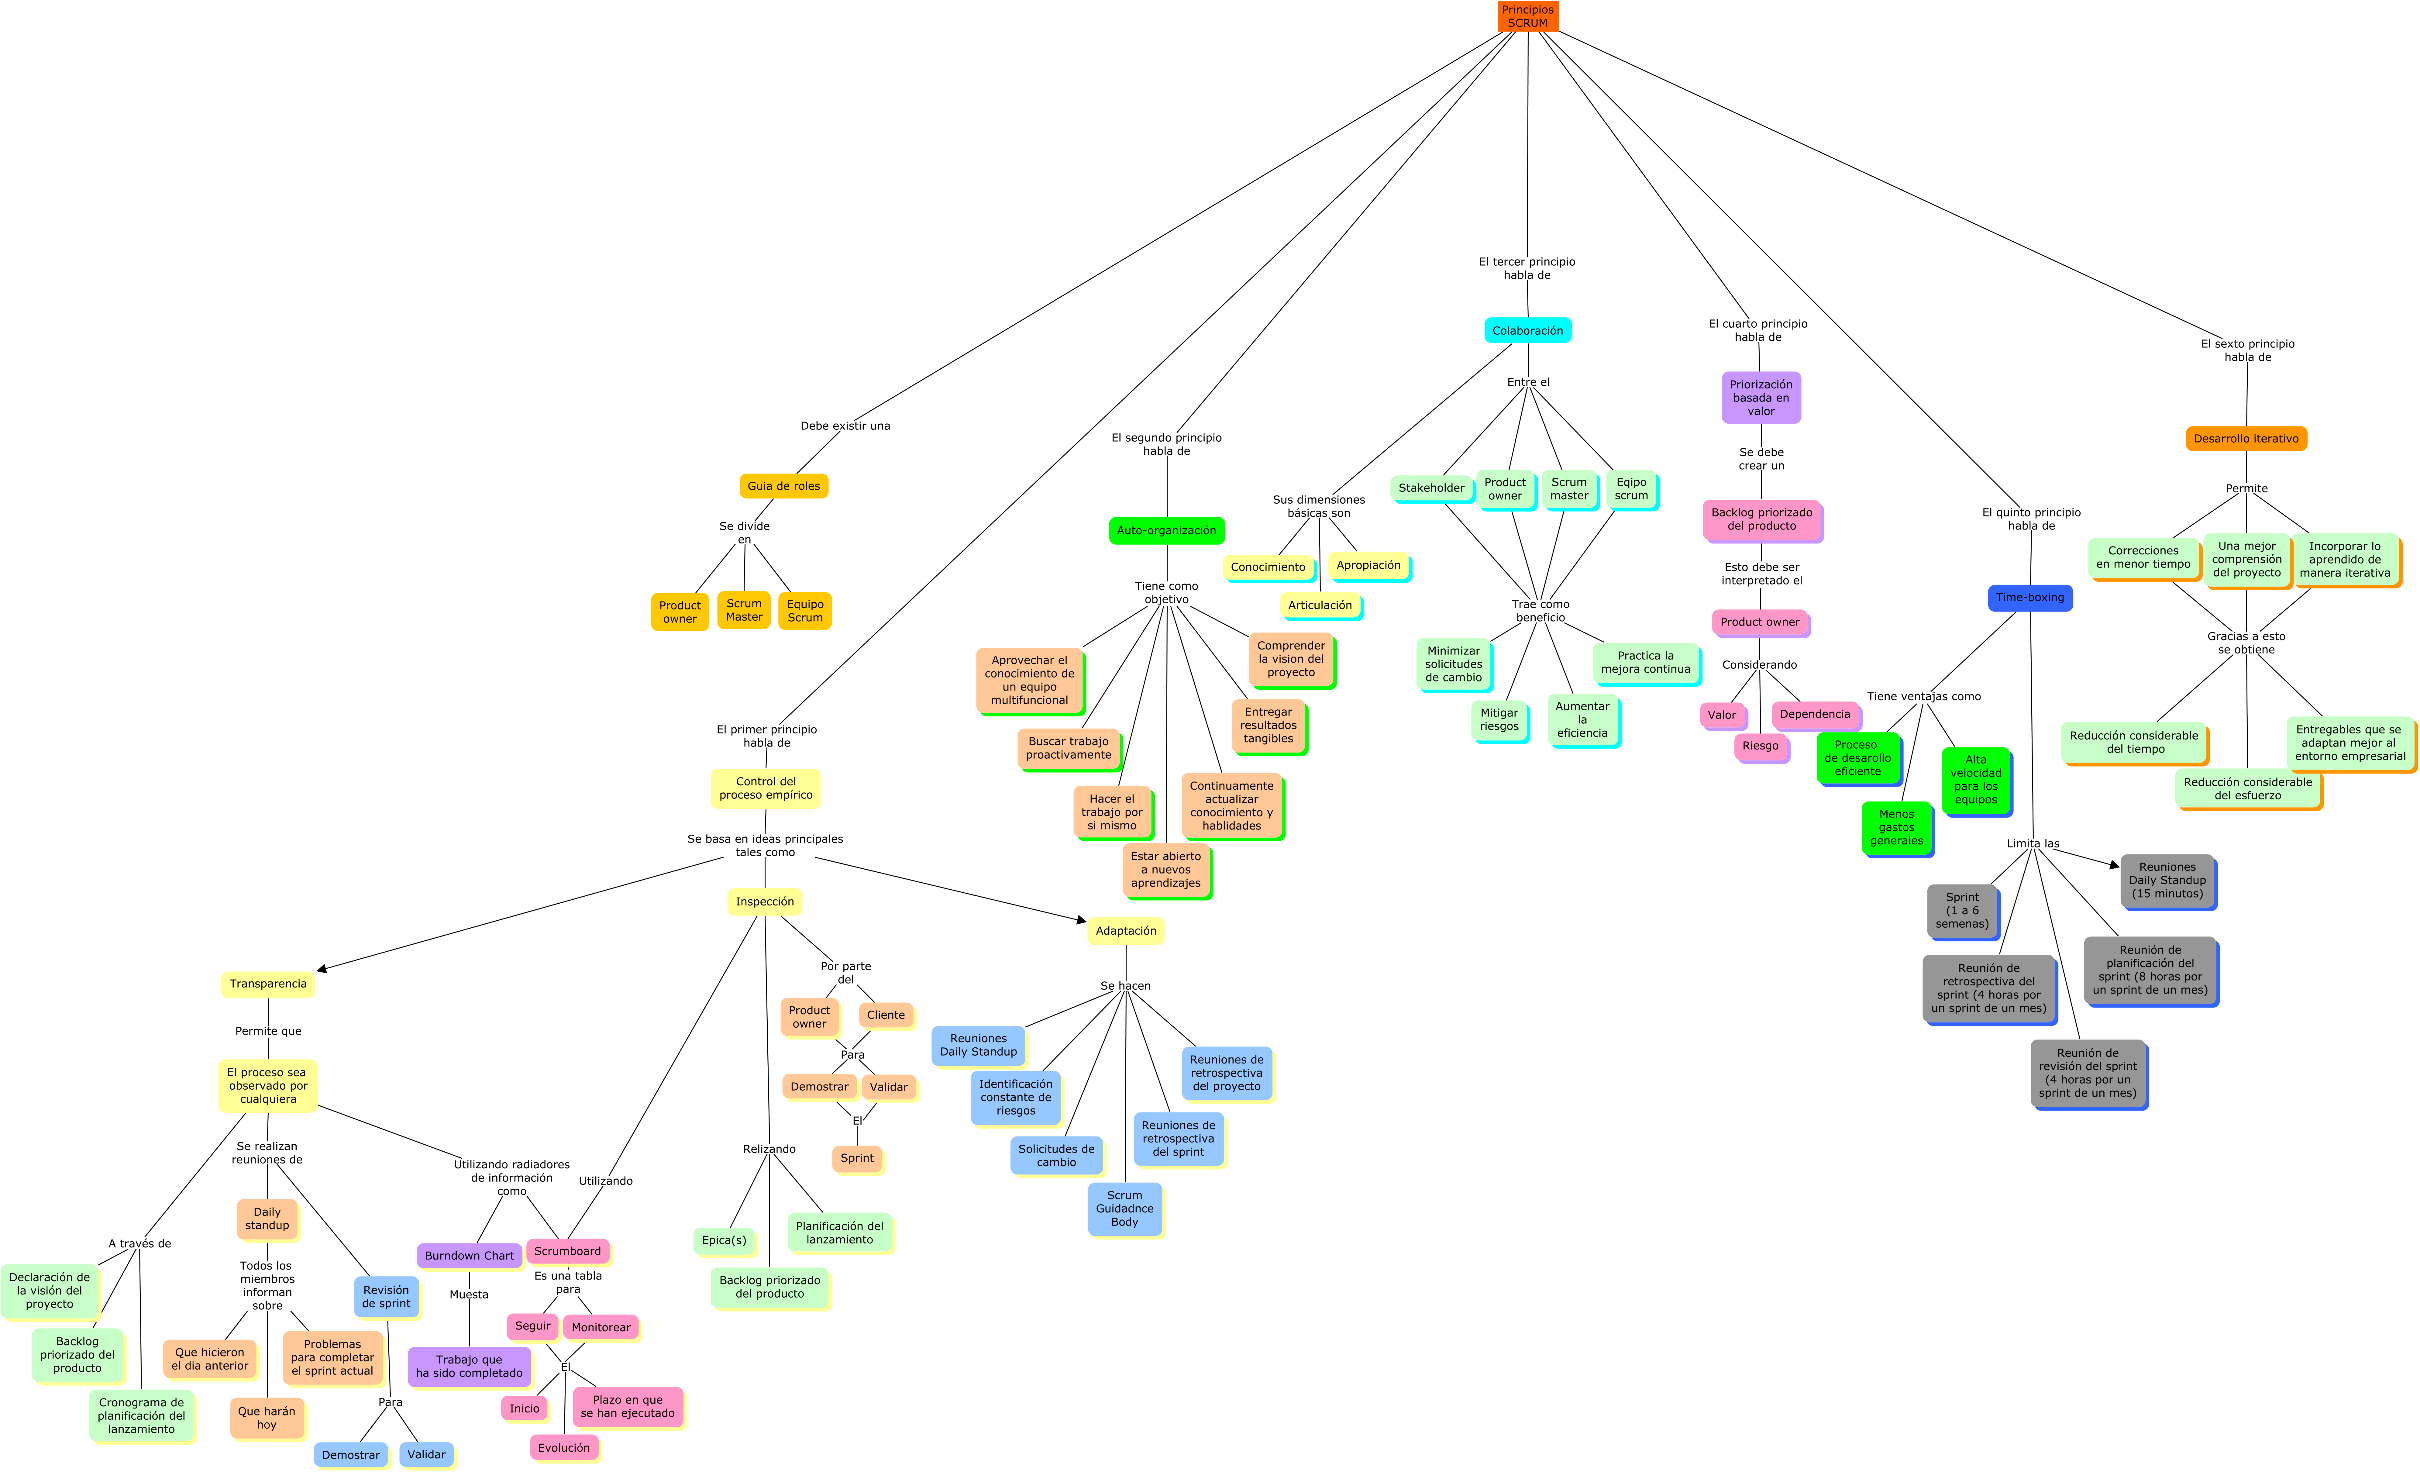 Principios
SCRUM
Debe existir una
Guia de roles
Se divide
en
Product
owner
Scrum
Master
Equipo
Scrum
El primer principio
habla de
Control del
proceso empírico
Se basa en ideas principales
tales como
Transparencia
Permite que
El proceso sea
observado por
cualquiera
A través de
Declaración de
la visión del
proyecto
Backlog
priorizado del
producto
Cronograma de
planificación del
lanzamiento
Se realizan
reuniones de
Daily
standup
Todos los
miembros
informan
sobre
Que hicieron
el dia anterior
Que harán
hoy
Problemas
para completar
el sprint actual
Revisión
de sprint
Para
Demostrar
Validar
Utilizando radiadores
de información
como
Burndown Chart
Muesta
Trabajo que
ha sido completado
Scrumboard
Es una tabla
para
Seguir
Monitorear
El
Inicio
Evolución
Plazo en que
se han ejecutado
Inspección
Utilizando
Relizando
Epica(s)
Backlog priorizado
del producto
Planificación del
lanzamiento
Por parte
del
Product
owner
Cliente
Para
Demostrar
Validar
El
Sprint
Adaptación
Se hacen
Reuniones
Daily Standup
Identificación
constante de
riesgos
Solicitudes de
cambio
Scrum
Guidadnce
Body
Reuniones de
retrospectiva
del sprint
Reuniones de
retrospectiva
del proyecto
El segundo principio
habla de
Auto-organización
Tiene como
objetivo
Aprovechar el
conocimiento de
un equipo
multifuncional
Buscar trabajo
proactivamente
Hacer el
trabajo por
si mismo
Estar abierto
a nuevos
aprendizajes
Continuamente
actualizar
conocimiento y
hablidades
Entregar
resultados
tangibles
Comprender
la vision del
proyecto
El tercer principio
habla de
Colaboración
Sus dimensiones
básicas son
Conocimiento
Articulación
Apropiación
Entre el
Stakeholder
Product
owner
Scrum
master
Eqipo
scrum
Trae como
beneficio
Minimizar
solicitudes
de cambio
Mitigar
riesgos
Aumentar
la
eficiencia
Practica la
mejora continua
El cuarto principio
habla de
Priorización
basada en
valor
Se debe
crear un
Backlog priorizado
del producto
Esto debe ser
interpretado el
Product owner
Considerando
Valor
Riesgo
Dependencia
El quinto principio
habla de
Time-boxing
Tiene ventajas como
Proceso
de desarollo
eficiente
Menos
gastos
generales
Alta
velocidad
para los
equipos
Limita las
Sprint
(1 a 6
semenas)
Reunión de
retrospectiva del
sprint (4 horas por
un sprint de un mes)
Reunión de
revisión del sprint
(4 horas por un
sprint de un mes)
Reunión de
planificación del
sprint (8 horas por
un sprint de un mes)
Reuniones
Daily Standup
(15 minutos)
El sexto principio
habla de
Desarrollo iterativo
Permite
Correcciones
en menor tiempo
Una mejor
comprensión
del proyecto
Incorporar lo
aprendido de
manera iterativa
Gracias a esto
se obtiene
Reducción considerable
del tiempo
Reducción considerable
del esfuerzo
Entregables que se
adaptan mejor al
entorno empresarial